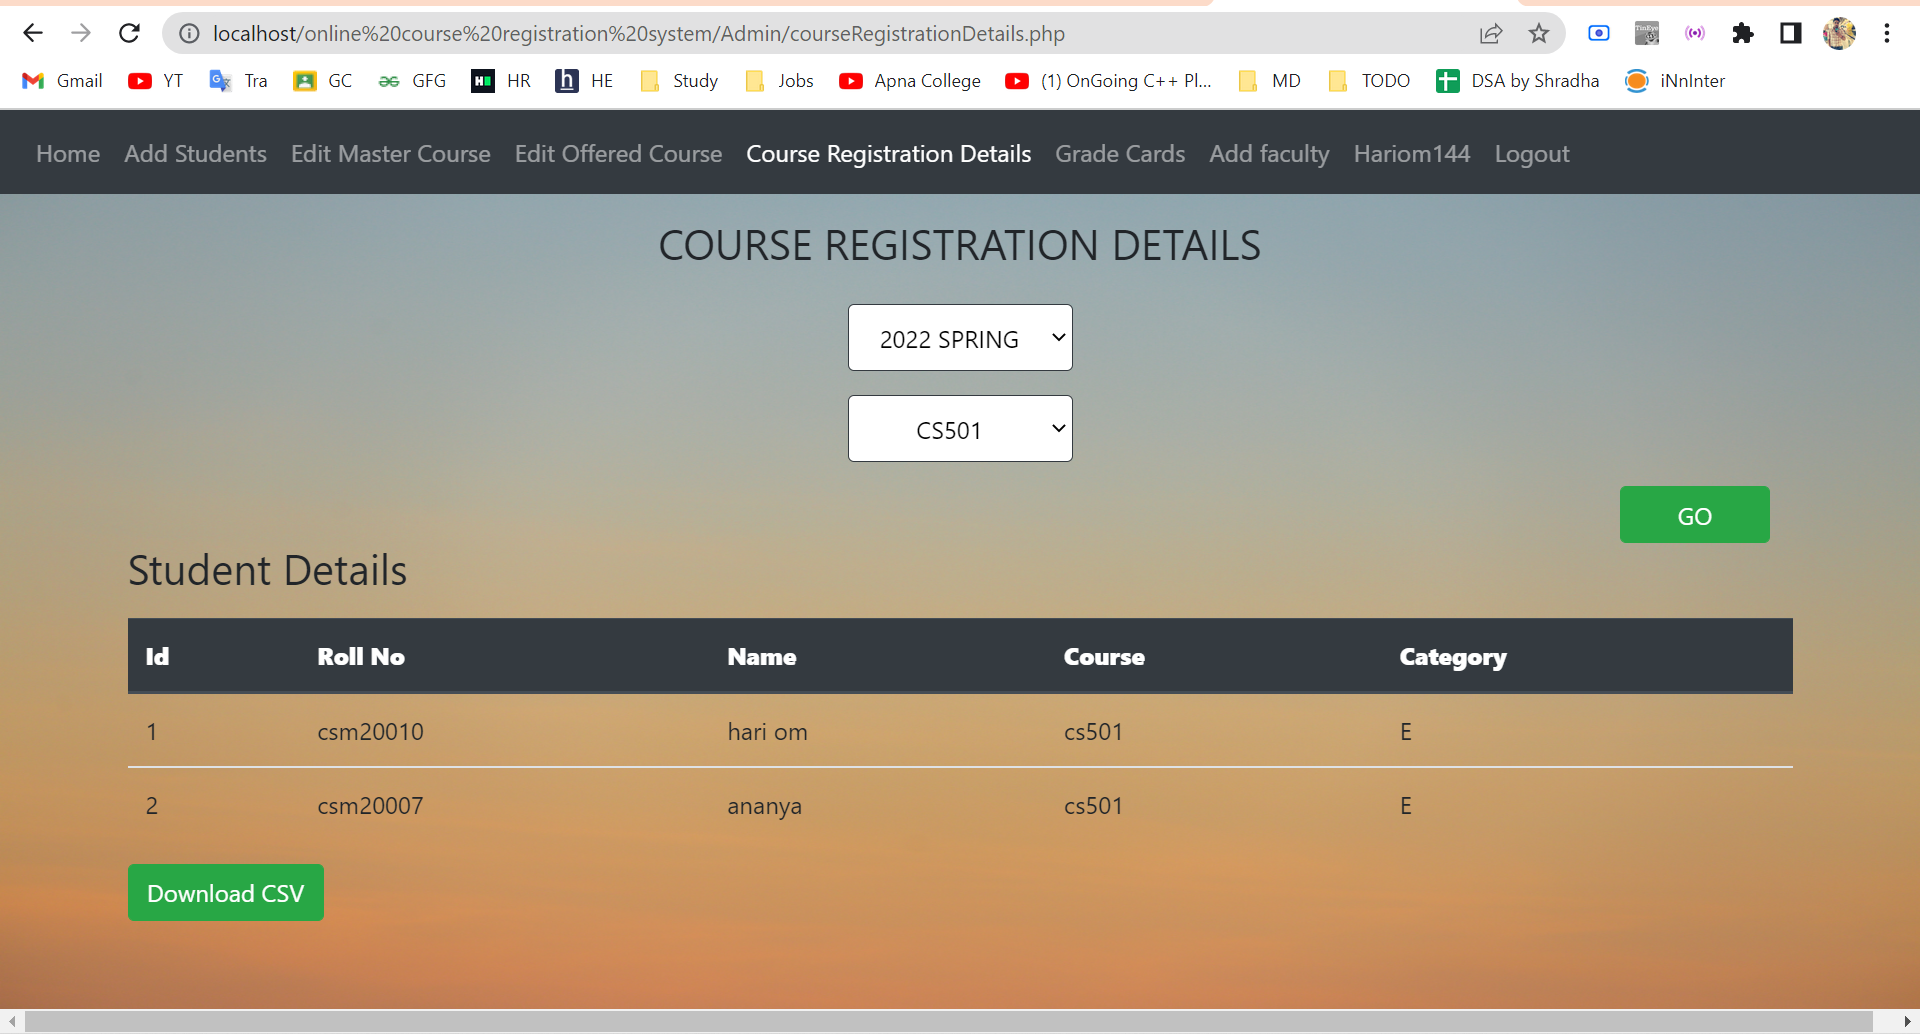 localhost/online%20course%20registration%20system/Admin/courseRegistrationDetails.php
Gmail YT Tra GC GFG HR HE Study Jobs Apna College (1) OnGoing C++ Pl... MD TODO DSA by Shradha iNnInter
Home Add Students Edit Master Course Edit Offered Course Course Registration Details Grade Cards Add faculty Hariom144 Logout
COURSE REGISTRATION DETAILS
2022 SPRING
CS501
GO
Student Details
Id Roll No Name Course Category
1 csm20010 hari om cs501 E
2 csm20007 ananya cs501 E
Download CSV